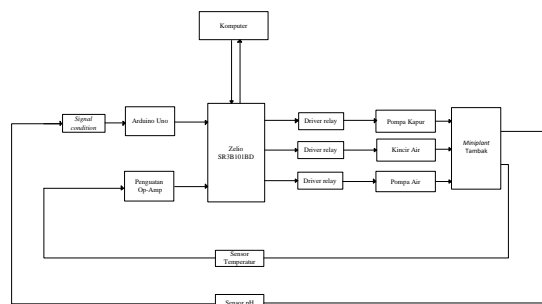 Komputer
Signal
condition
Arduino Uno
Zelio
SR3B101BD
Driver relay
Pompa Kapur
Driver relay
Kincir Air
Driver relay
Pompa Air
Miniplant
Tambak
Penguatan
Op-Amp
Sensor
Temperatur
Sensor pH